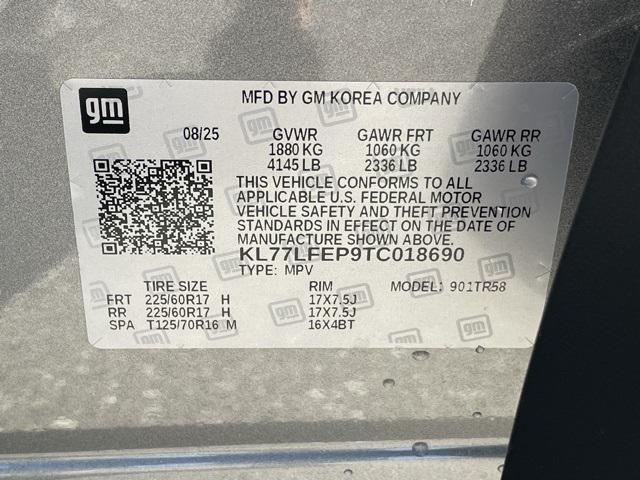 gm
MFD BY GM KOREA COMPANY
08/25 GVWR GAWR FRT GAWR RR
1880 KG 1060 KG 1060 KG
4145 LB 2336 LB 2336 LB
THIS VEHICLE CONFORMS TO ALL
APPLICABLE U.S. FEDERAL MOTOR
VEHICLE SAFETY AND THEFT PREVENTION
STANDARDS IN EFFECT ON THE DATE OF
MANUFACTURE SHOWN ABOVE.
KL77LFEP9TC018690
TYPE: MPV MODEL: 901TR58
TIRE SIZE RIM
FRT 225/60R17 H 17X7.5J
RR 225/60R17 H 17X7.5J
SPA T125/70R16 M 16X4BT